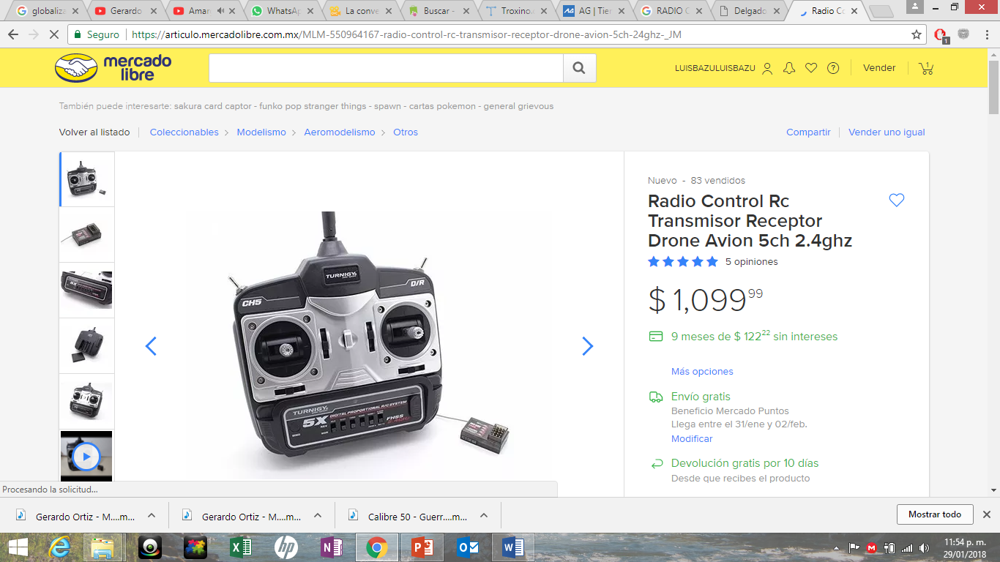 globaliza
Gerardo
Amar
WhatsAp
La conve
Buscar -
Troxino.
AG | Tien
RADIO C
Delgado
Radio Co
Seguro
https://articulo.mercadolibre.com.mx/MLM-550964167-radio-control-rc-transmisor-receptor-drone-avion-5ch-24ghz-_JM
1
mercado
libre
LUISBAZULUISBAZU
Vender
1
También puede interesarte: sakura card captor - funko pop stranger things - spawn - cartas pokemon - general grievous
Volver al listado
Coleccionables > Modelismo > Aeromodelismo > Otros
Compartir
Vender uno igual
Nuevo - 83 vendidos
Radio Control Rc
Transmisor Receptor
Drone Avion 5ch 2.4ghz
5 opiniones
$ 1,099 99
9 meses de $ 122 22 sin intereses
Más opciones
Envío gratis
Beneficio Mercado Puntos
Llega entre el 31/ene y 02/feb.
Modificar
Devolución gratis por 10 días
Desde que recibes el producto
TURNIGY
CH5
D/R
TURNIGY
DIGITAL PROPORTIONAL R/C SYSTEM
5X
FHSS
2.4GHz
Procesando la solicitud...
Gerardo Ortiz - M....m...
Gerardo Ortiz - M....m...
Calibre 50 - Guerr....m...
Mostrar todo
11:54 p. m.
29/01/2018